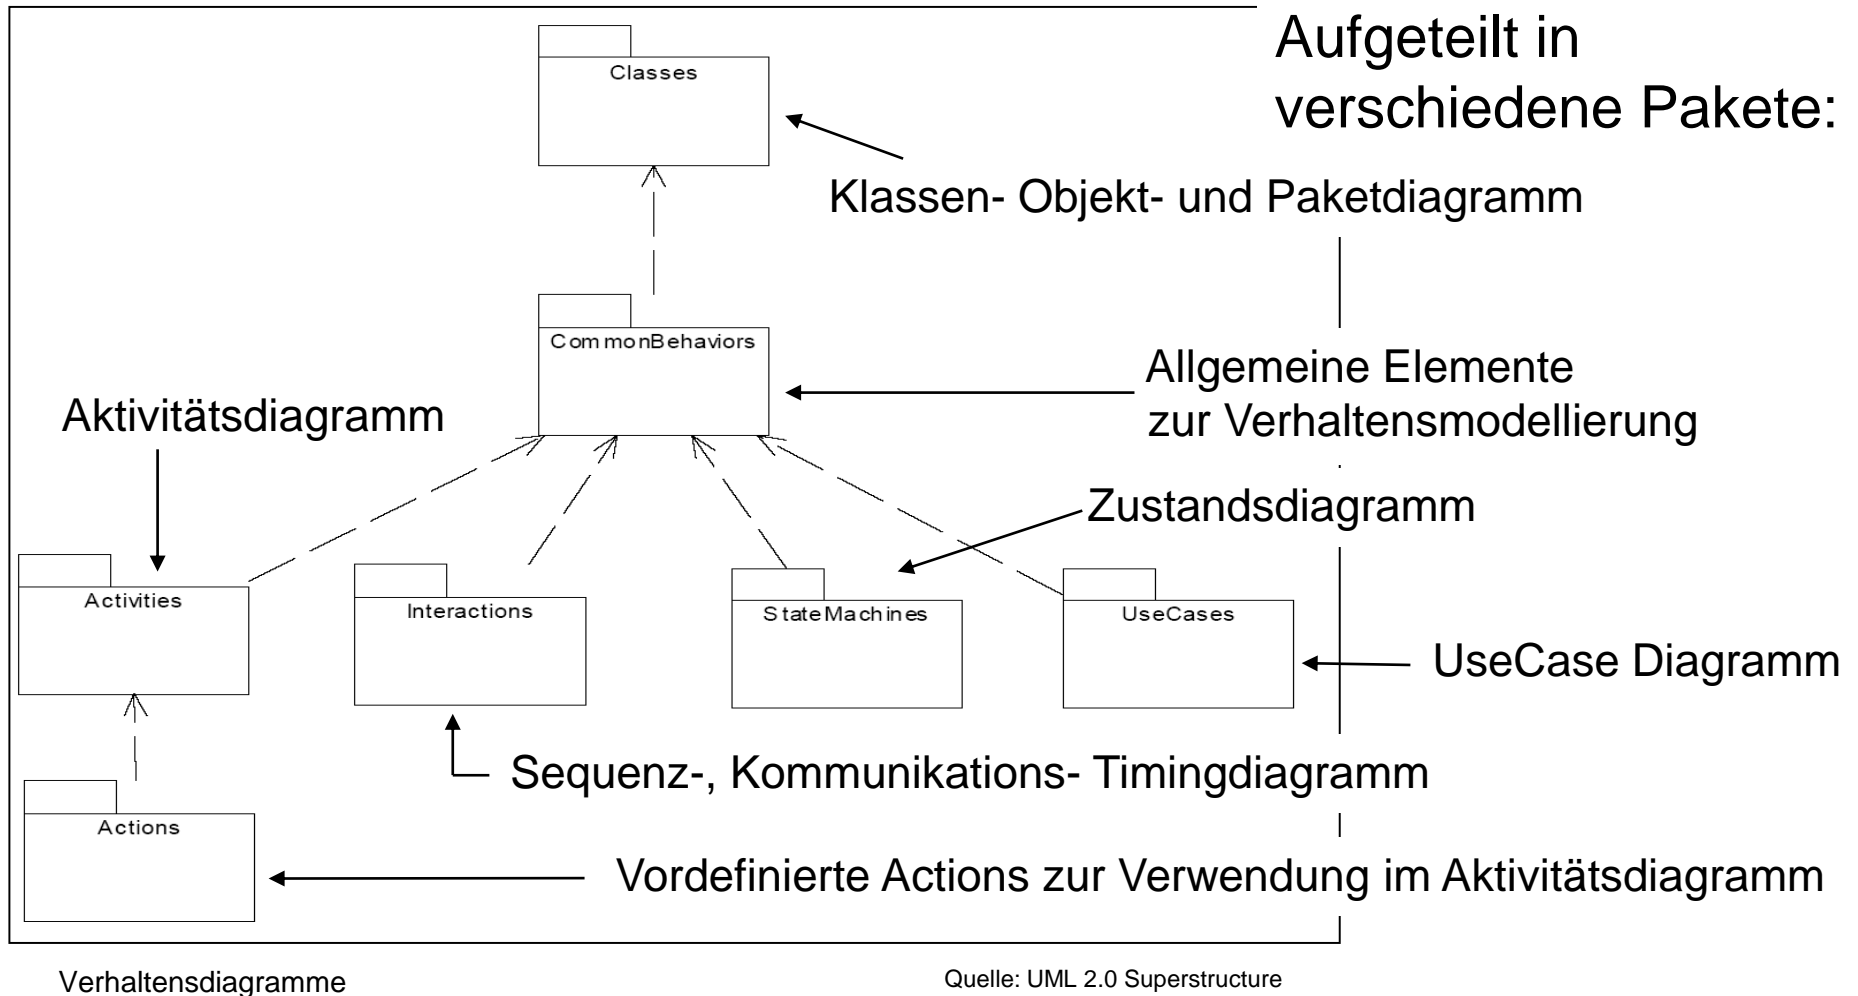 Aufgeteilt in
verschiedene Pakete:
Classes
Klassen- Objekt- und Paketdiagramm
CommonBehaviors
Allgemeine Elemente
zur Verhaltensmodellierung
Aktivitätsdiagramm
Zustandsdiagramm
Activities
Interactions
StateMachines
UseCases
UseCase Diagramm
Sequenz-, Kommunikations- Timingdiagramm
Actions
Vordefinierte Actions zur Verwendung im Aktivitätsdiagramm
Verhaltensdiagramme
Quelle: UML 2.0 Superstructure